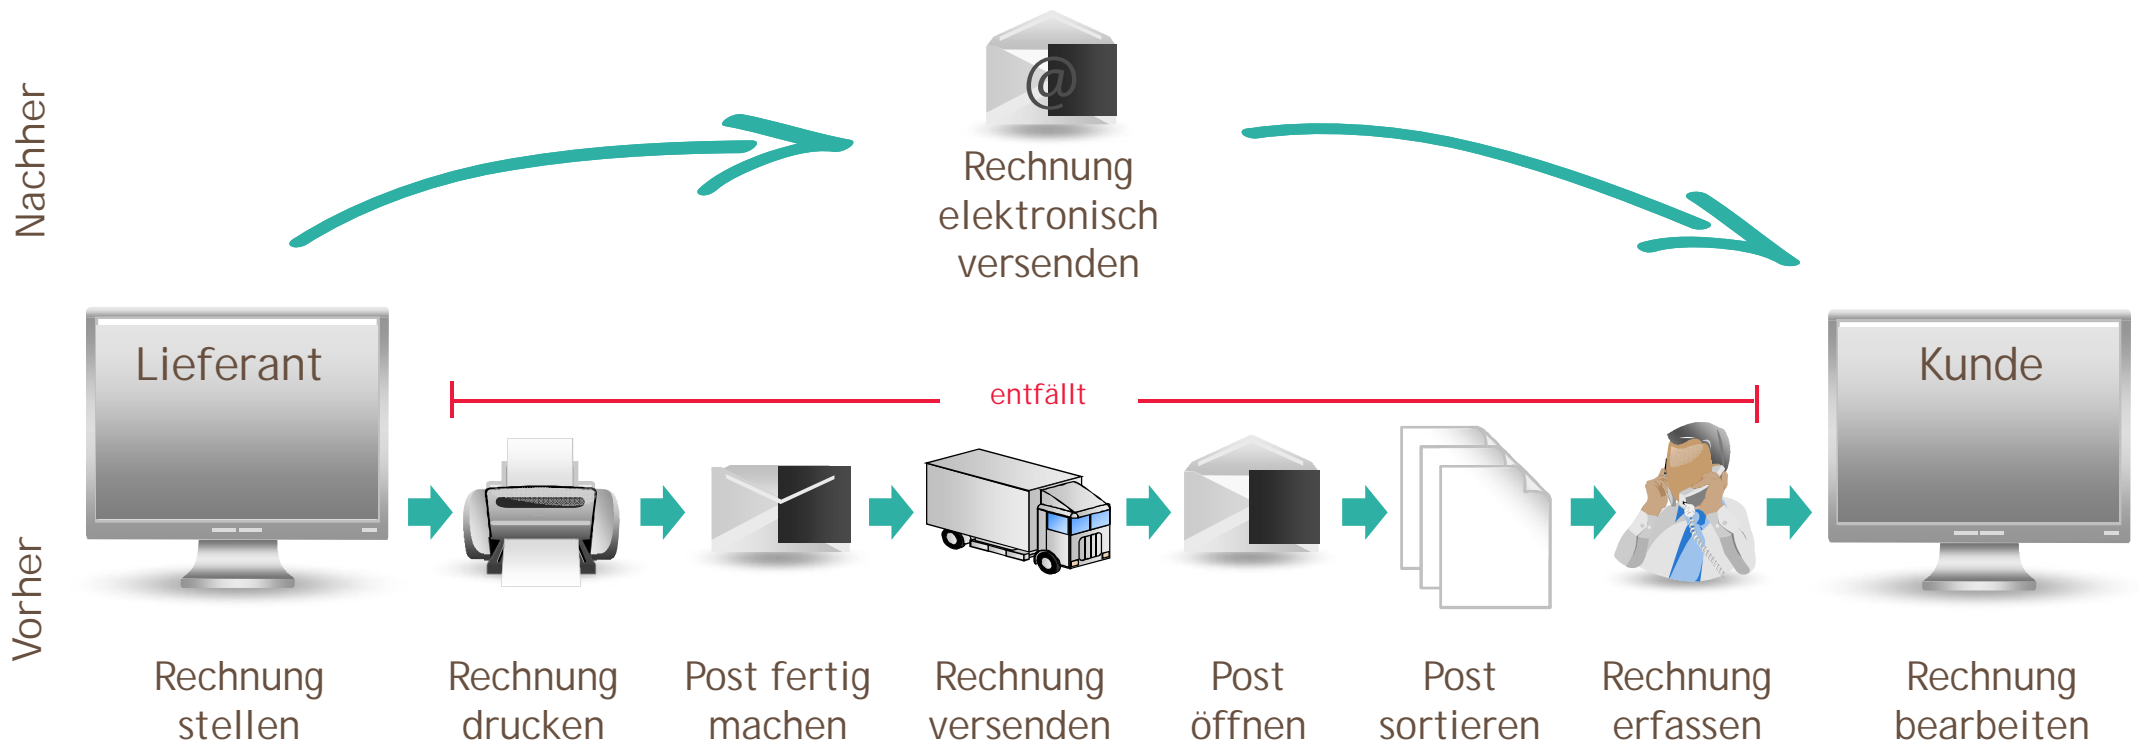 Nachher
@
Rechnung
elektronisch
versenden
Lieferant
Kunde
entfällt
Vorher
Rechnung
stellen
Rechnung
drucken
Post fertig
machen
Rechnung
versenden
Post
öffnen
Post
sortieren
Rechnung
erfassen
Rechnung
bearbeiten